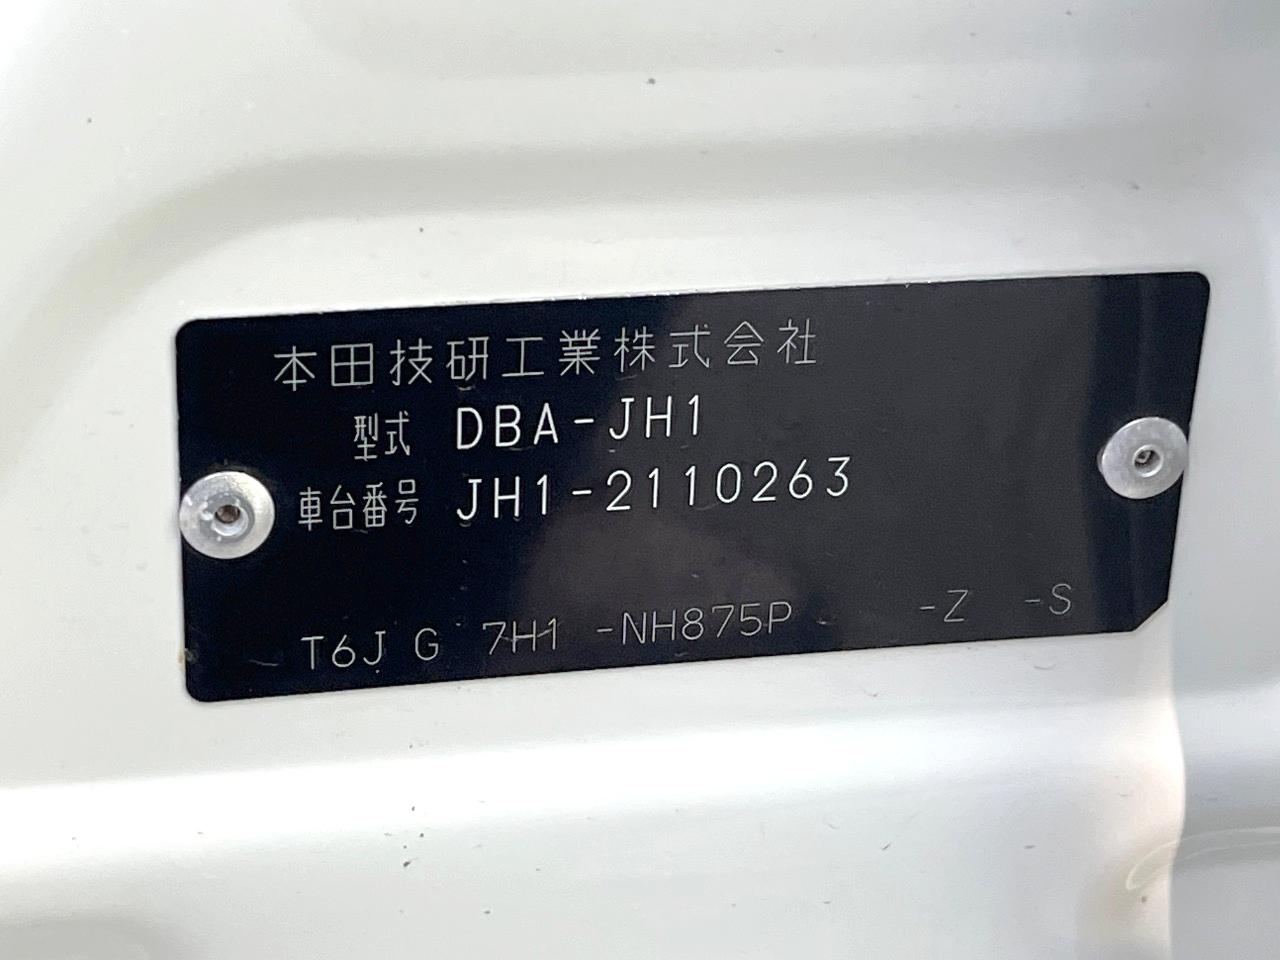 本田技研工業株式会社
型式 DBA-JH1
車台番号 JH1-2110263
T6J G 7H1 -NH875P -Z -S